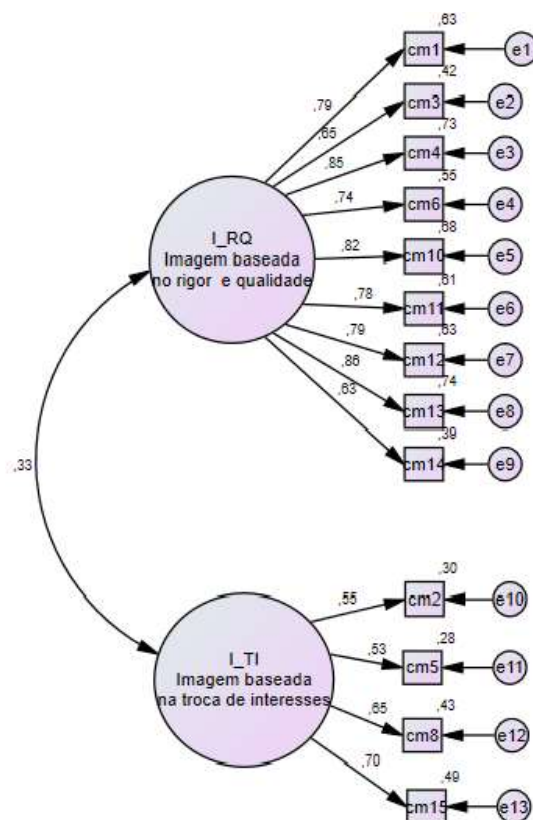 ,63
cm1
e1
,79
,42
cm3
e2
,65
,73
cm4
e3
,85
,55
cm6
e4
,74
,68
cm10
e5
,82
,61
cm11
e6
,78
,63
cm12
e7
,79
,74
cm13
e8
,86
,39
cm14
e9
,63
I_RQ
Imagem baseada
no rigor e qualidade
,33
,30
cm2
e10
,55
,28
cm5
e11
,53
,43
cm8
e12
,65
,49
cm15
e13
,70
I_TI
Imagem baseada
na troca de interesses